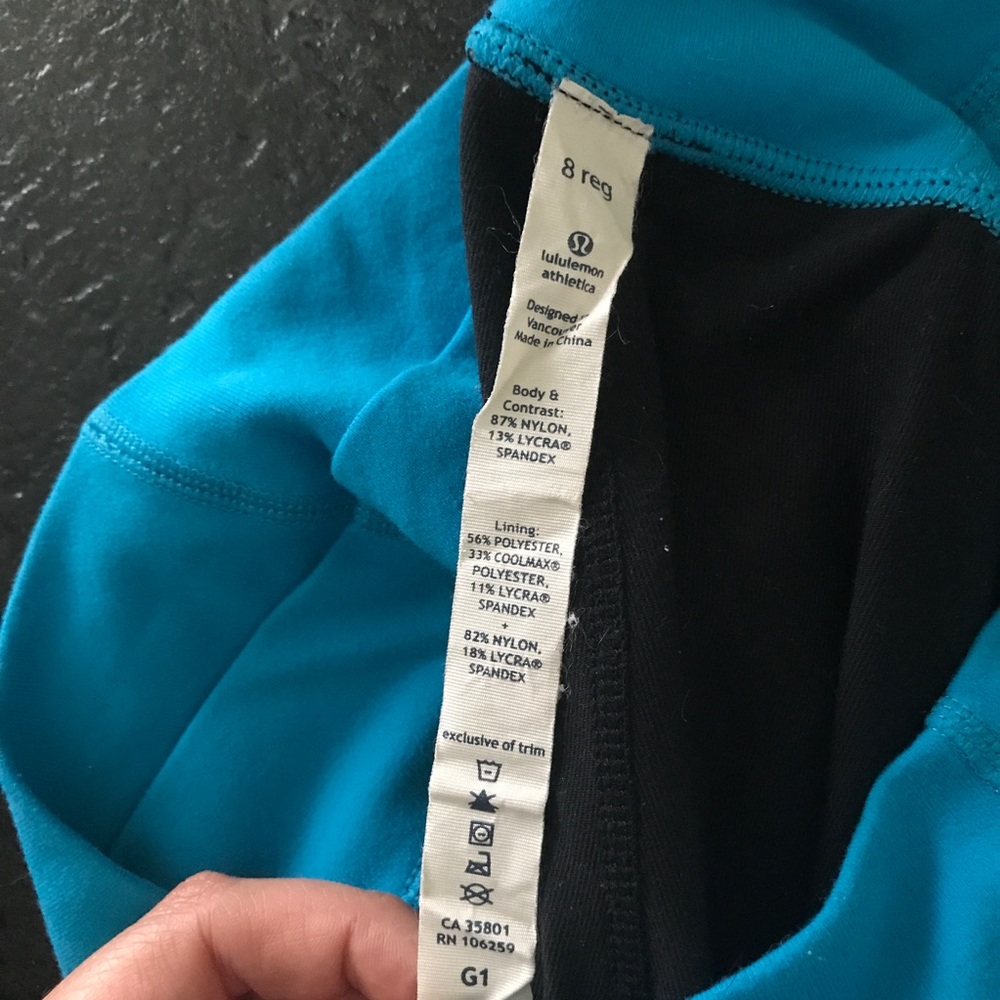 8 reg
lululemon
athletica
Designed
Vancouver
Made in China
Body &
Contrast:
87% NYLON,
13% LYCRA®
SPANDEX
Lining:
56% POLYESTER,
33% COOLMAX®
POLYESTER,
11% LYCRA®
SPANDEX
+
82% NYLON,
18% LYCRA®
SPANDEX
exclusive of trim
CA 35801
RN 106259
G1